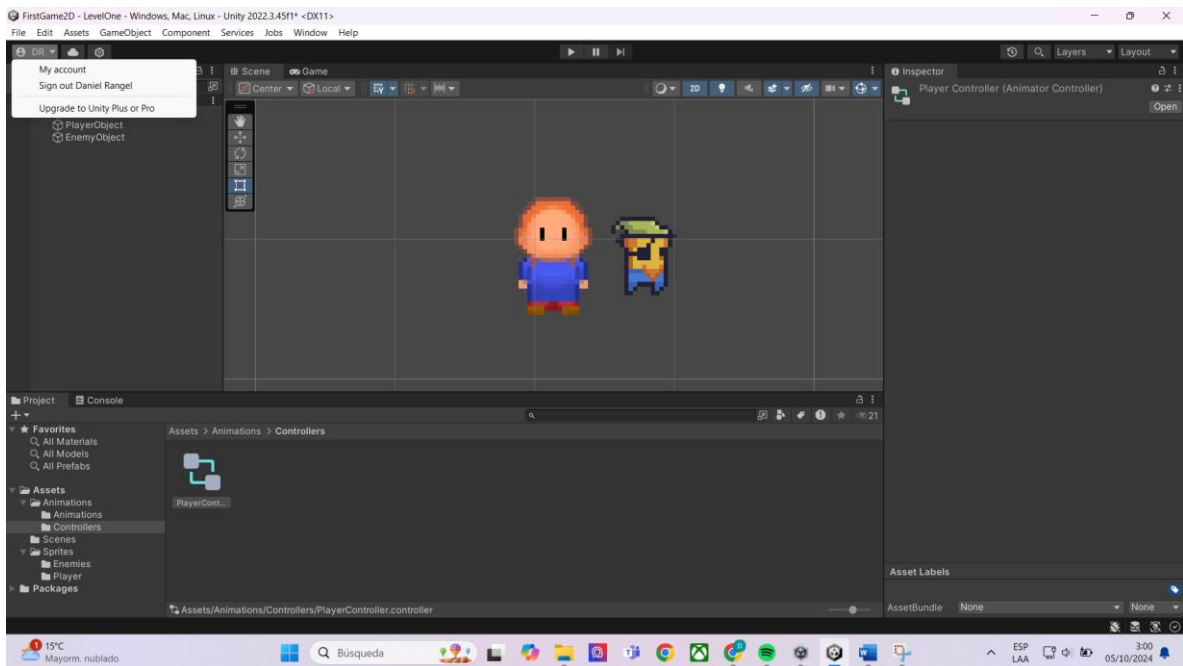 FirstGame2D - LevelOne - Windows, Mac, Linux - Unity 2022.3.45f1* <DX11>
File Edit Assets GameObject Component Services Jobs Window Help
DR
Layers Layout
My account
Sign out Daniel Rangel
Upgrade to Unity Plus or Pro
PlayerObject
EnemyObject
Scene Game
Center Local
2D
Inspector
Player Controller (Animator Controller)
Open
Project Console
21
Favorites
All Materials
All Models
All Prefabs
Assets
Animations
Animations
Controllers
Scenes
Sprites
Enemies
Player
Packages
Assets > Animations > Controllers
PlayerCont...
Assets/Animations/Controllers/PlayerController.controller
Asset Labels
AssetBundle None None
1
15°C
Mayorm. nublado
Búsqueda
ESP
LAA
3:00
05/10/2024